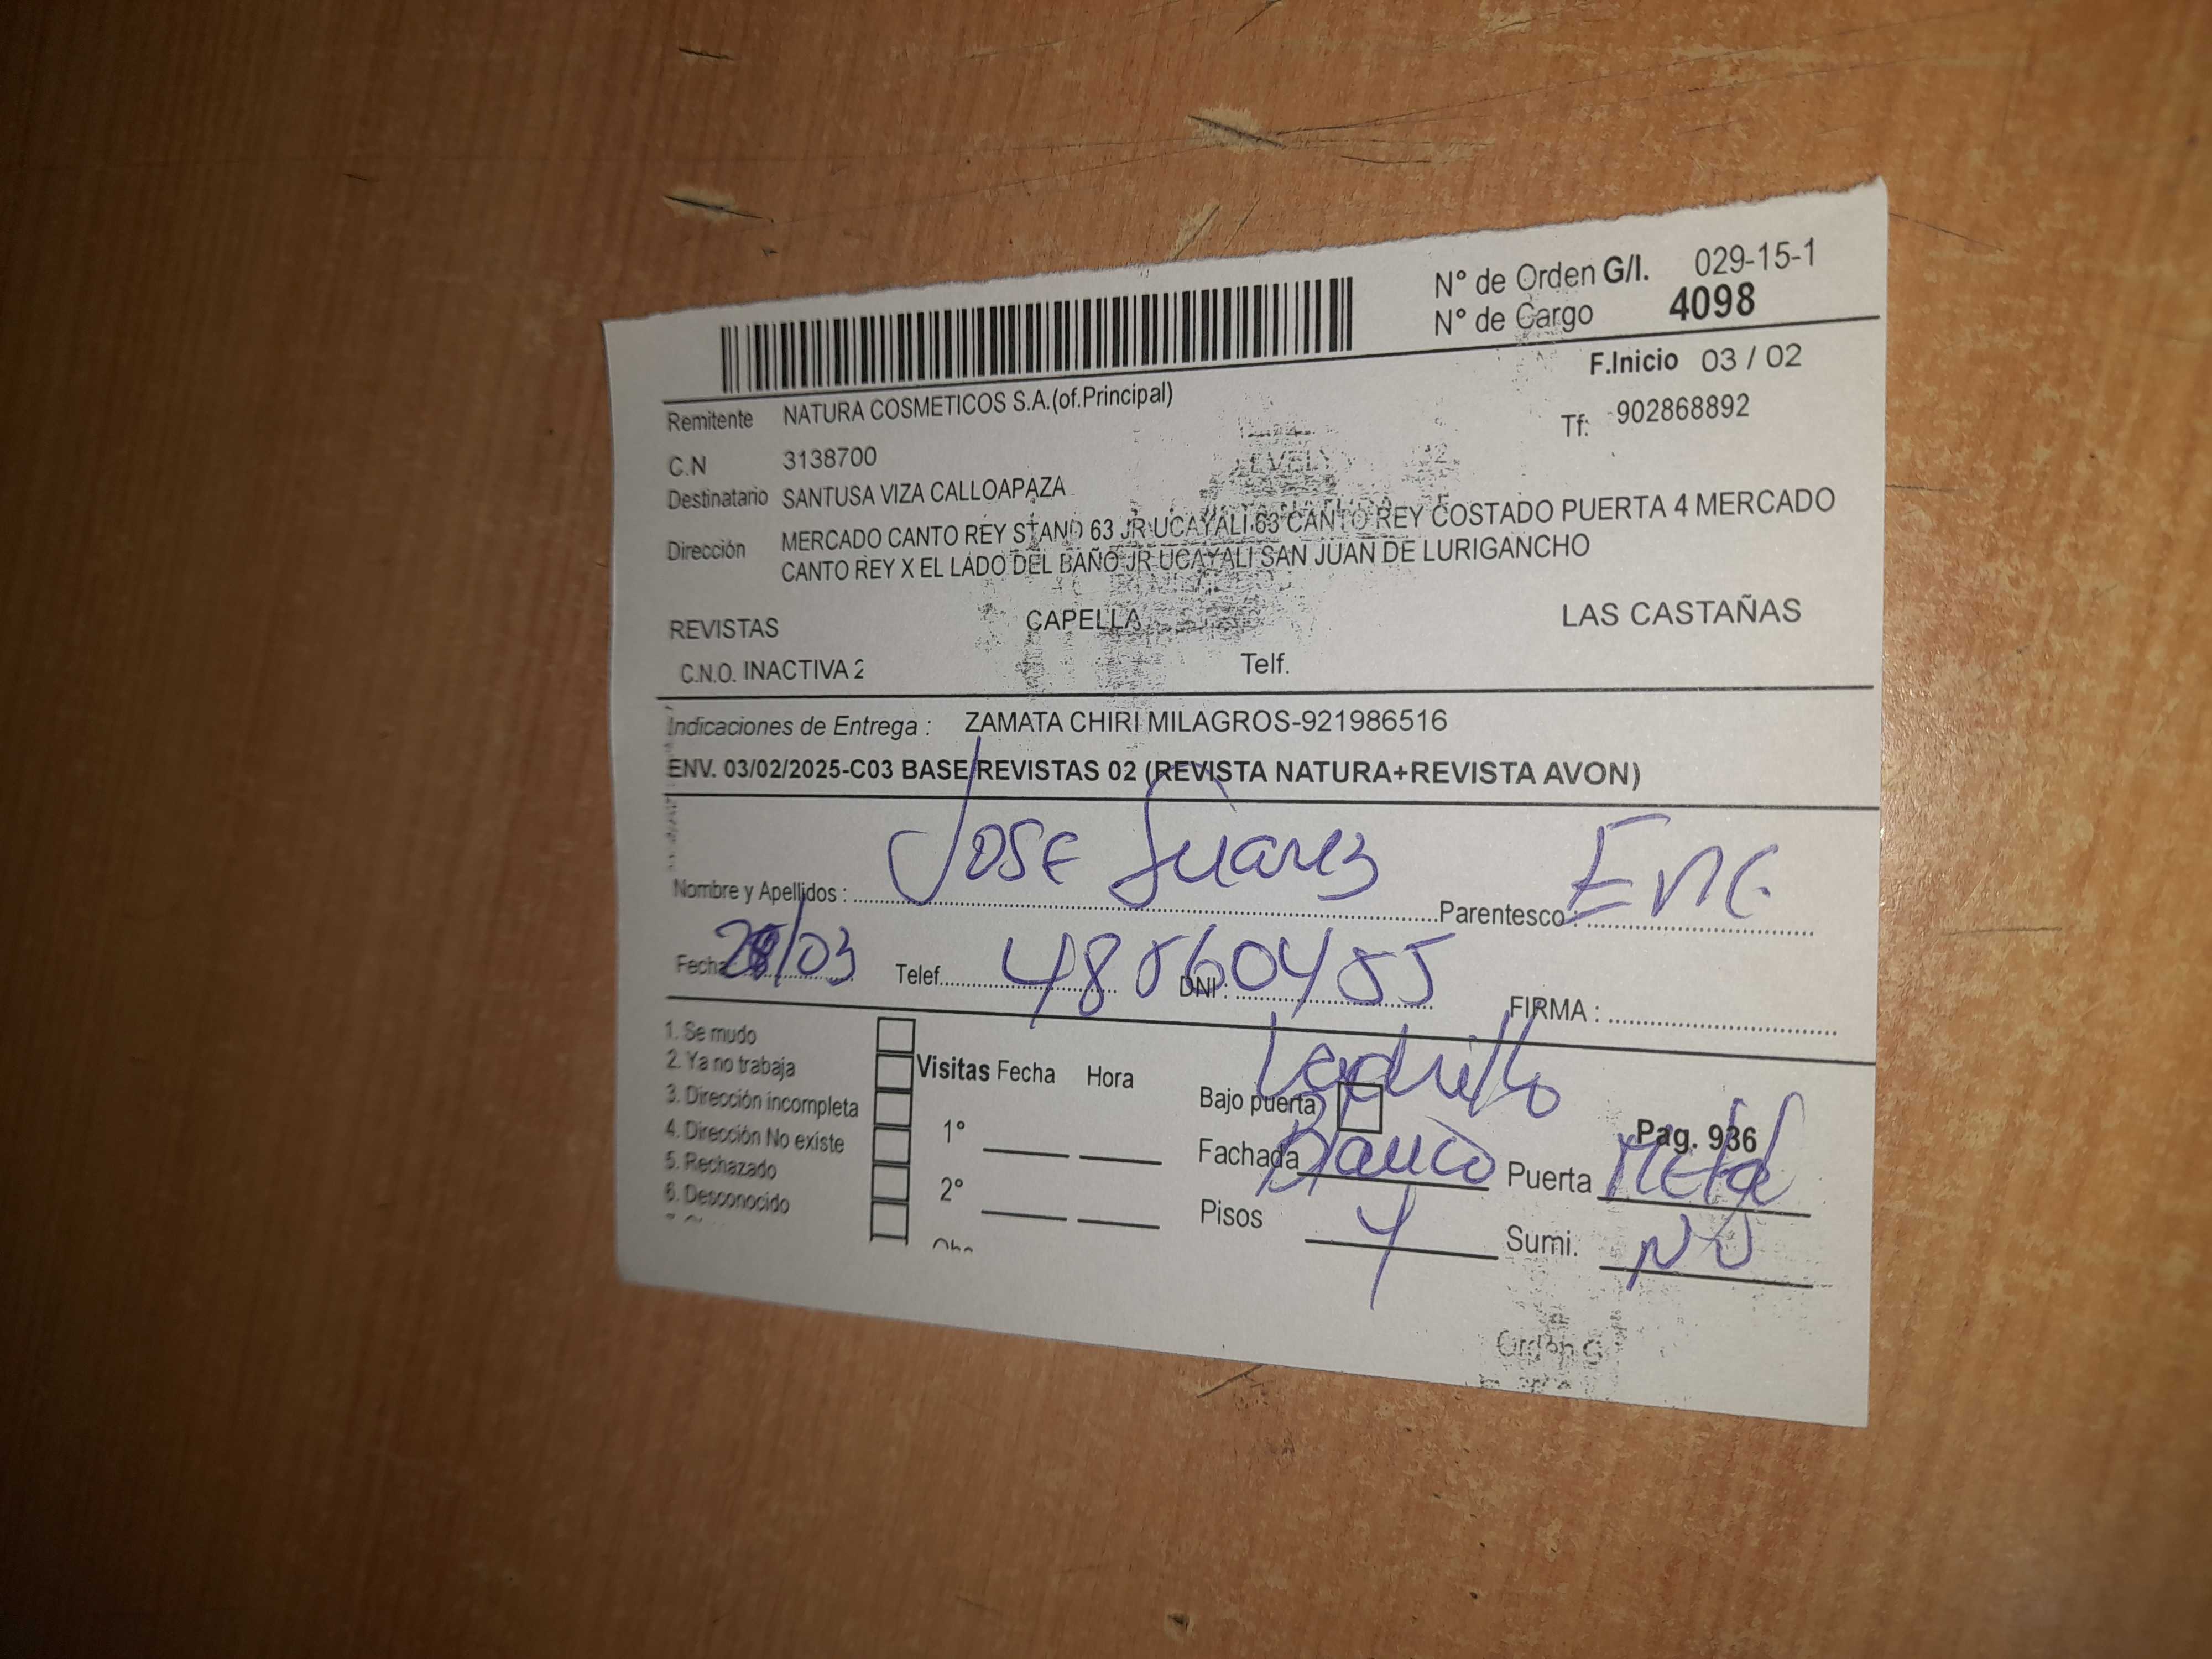 N° de Orden G/I. 029-15-1
N° de Cargo 4098
F.Inicio 03 / 02
Remitente NATURA COSMETICOS S.A.(of.Principal)
Tf: 902868892
C.N 3138700
Destinatario SANTUSA VIZA CALLOAPAZA
Dirección MERCADO CANTO REY STAND 63 JR UCAYALI 63 CANTO REY COSTADO PUERTA 4 MERCADO
CANTO REY X EL LADO DEL BAÑO JR UCAYALI SAN JUAN DE LURIGANCHO
REVISTAS CAPELLA LAS CASTAÑAS
C.N.O. INACTIVA 2 Telf.
Indicaciones de Entrega : ZAMATA CHIRI MILAGROS-921986516
ENV. 03/02/2025-C03 BASE REVISTAS 02 (REVISTA NATURA+REVISTA AVON)
Nombre y Apellidos : Jose Suarez Parentesco : Enc.
Fecha /03 Telef. DNI : 48560455 FIRMA :
1. Se mudo
2. Ya no trabaja
3. Dirección incompleta
4. Dirección No existe
5. Rechazado
6. Desconocido
Visitas Fecha Hora
1°
2°
Ladrillo
Bajo puerta
Pag. 936
Fachada Blanco Puerta Metal
Pisos 4 Sumi. NO
Orden G